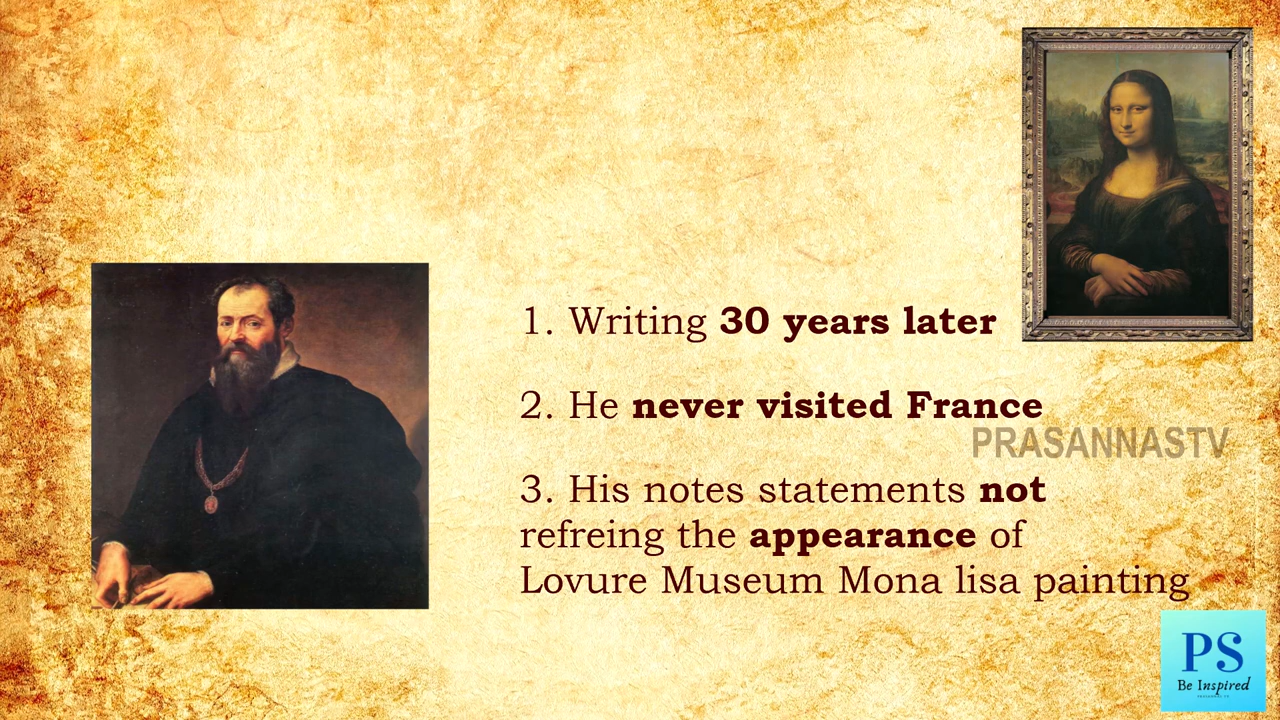 1. Writing 30 years later
2. He never visited France
PRASANNASTV
3. His notes statements not
refreing the appearance of
Lovure Museum Mona lisa painting
PS
Be Inspired